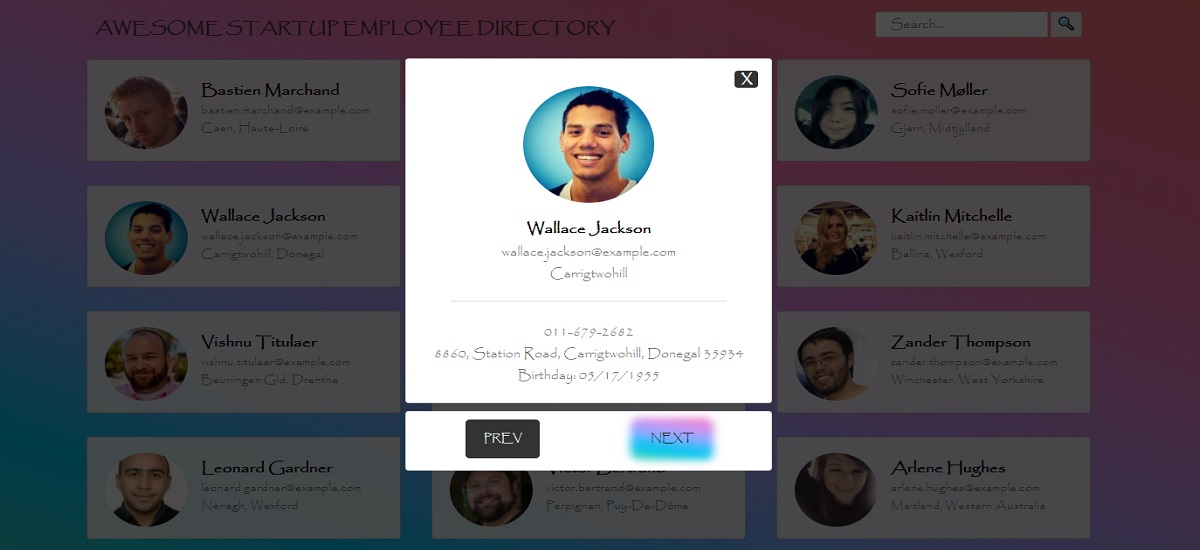 AWESOME STARTUP EMPLOYEE DIRECTORY
Search...
Bastien Marchand
bastien.marchand@example.com
Caen, Haute-Loire
X
Wallace Jackson
wallace.jackson@example.com
Carrigtwohill
011-679-2682
8860, Station Road, Carrigtwohill, Donegal 35934
Birthday: 05/17/1955
PREV
NEXT
Sofie Møller
sofie.moller@example.com
Gjern, Midtjylland
Wallace Jackson
wallace.jackson@example.com
Carrigtwohill, Donegal
Kaitlin Mitchelle
kaitlin.mitchelle@example.com
Ballina, Wexford
Vishnu Titulaer
vishnu.titulaer@example.com
Beuningen Gld, Drenthe
Zander Thompson
zander.thompson@example.com
Winchester, West Yorkshire
Leonard Gardner
leonard.gardner@example.com
Nenagh, Wexford
Victor Bertrand
victor.bertrand@example.com
Perpignan, Puy-De-Dôme
Arlene Hughes
arlene.hughes@example.com
Maitland, Western Australia